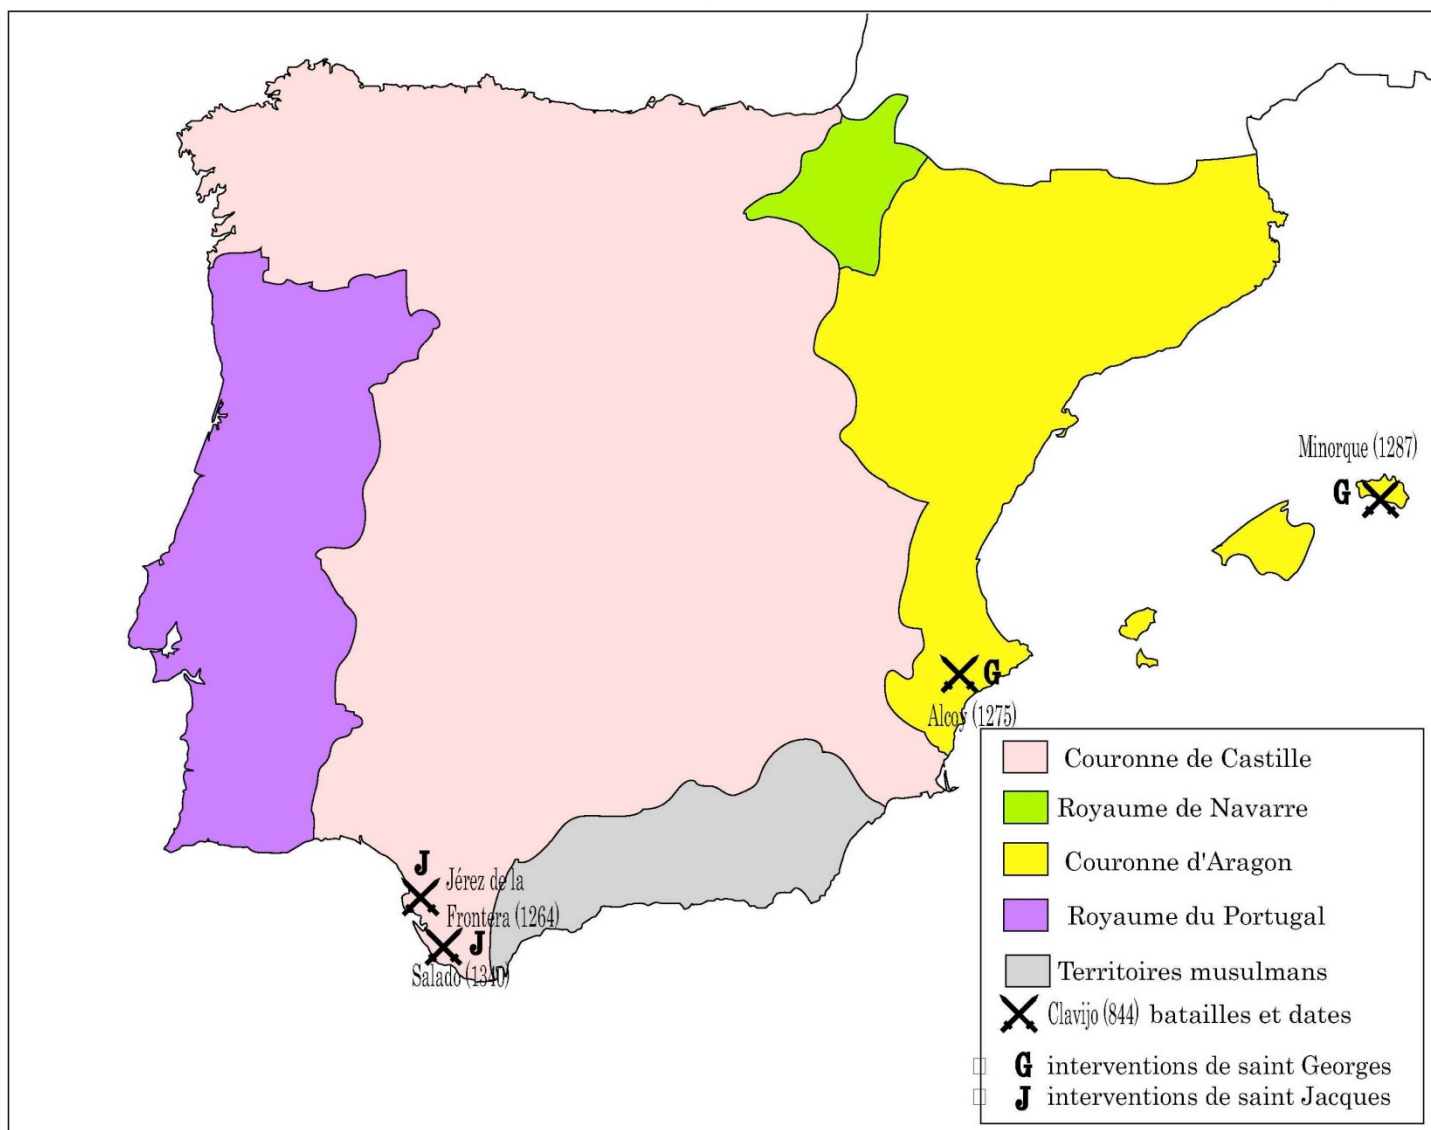 Minorque (1287)
G
G
Alcoy (1275)
J
Jérez de la
Frontera (1264)
J
Salado (1340)
Couronne de Castille
Royaume de Navarre
Couronne d'Aragon
Royaume du Portugal
Territoires musulmans
Clavijo (844) batailles et dates
G interventions de saint Georges
J interventions de saint Jacques